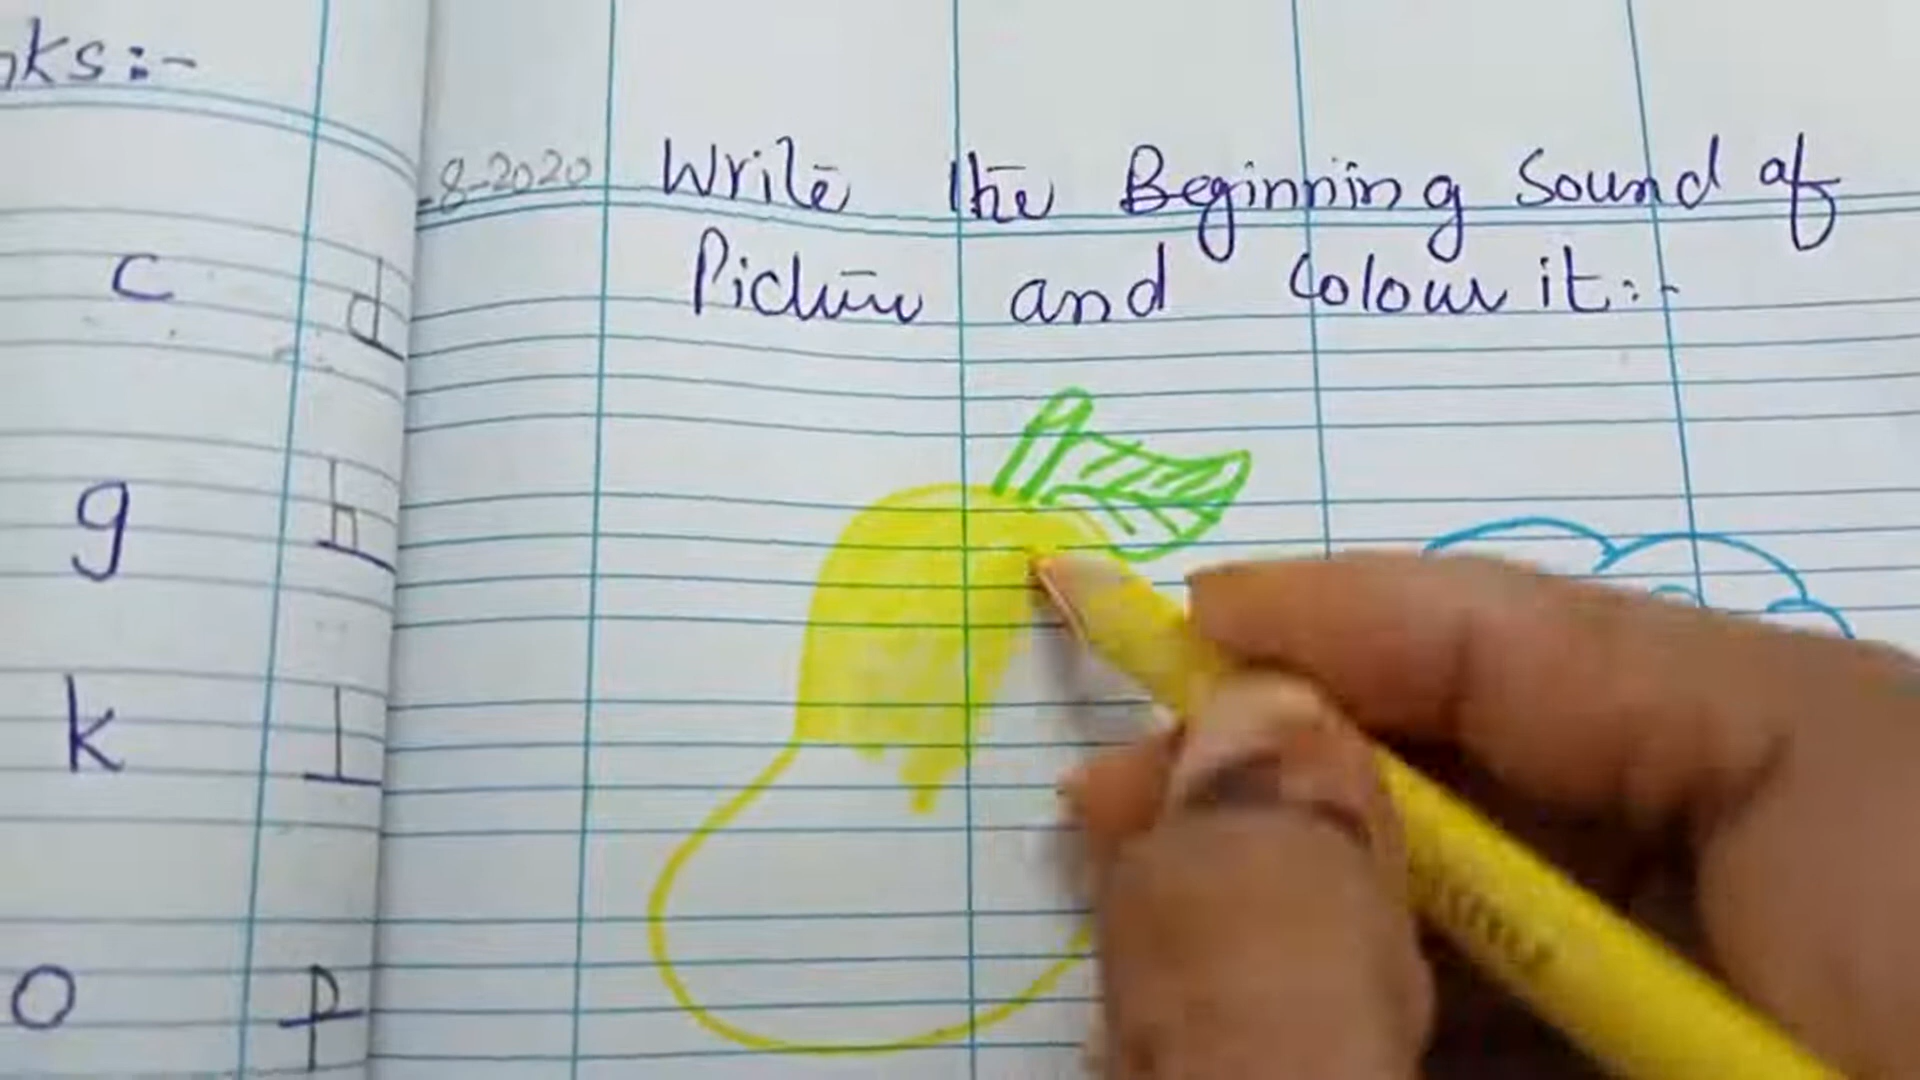 ks:-
c d
g h
k l
o p
-8-2020 Write the Beginning Sound of
Picture and Colour it:-